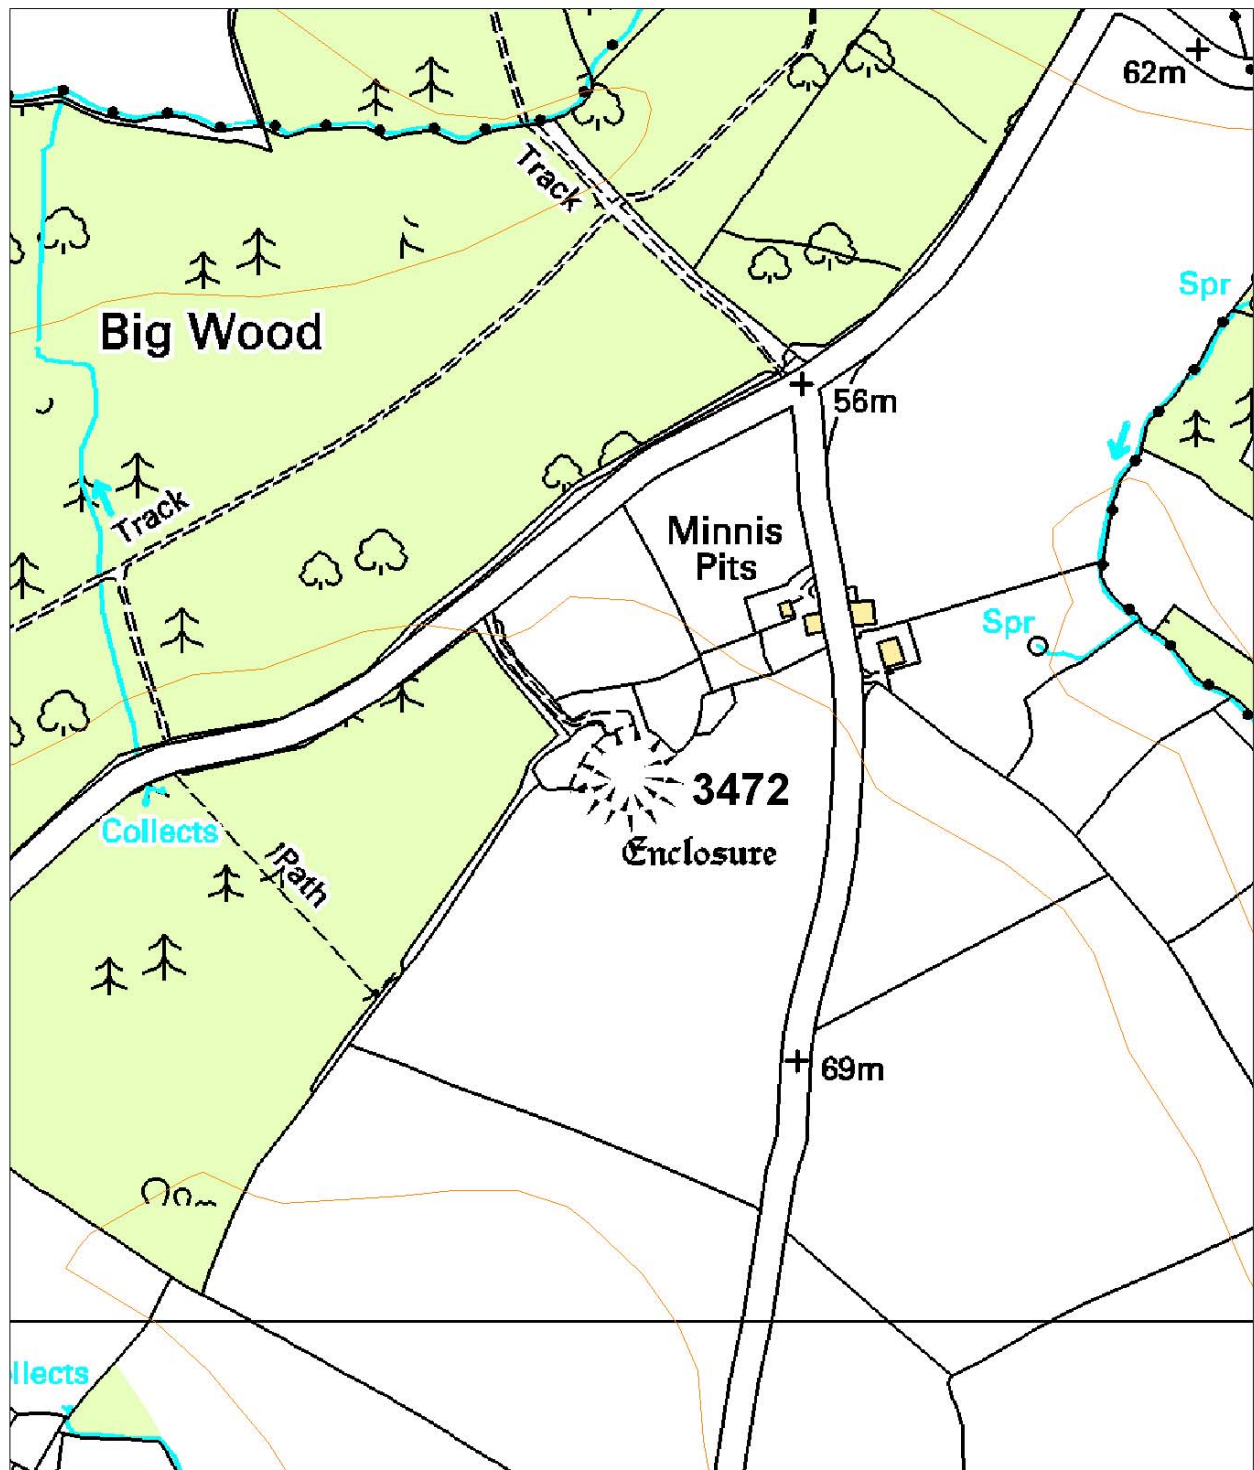 62m
Track
Spr
Big Wood
56m
Track
Minnis
Pits
Spr
3472
Collects
Enclosure
Path
69m
llects